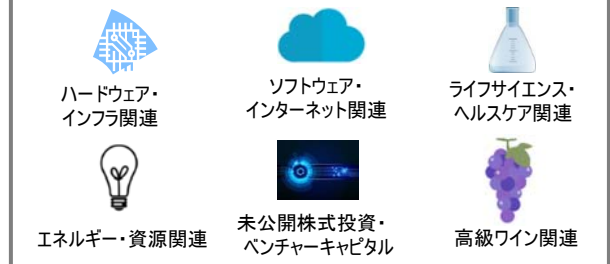 ハードウェア・
インフラ関連
ソフトウェア・
インターネット関連
ライフサイエンス・
ヘルスケア関連
エネルギー・資源関連
未公開株式投資・
ベンチャーキャピタル
高級ワイン関連